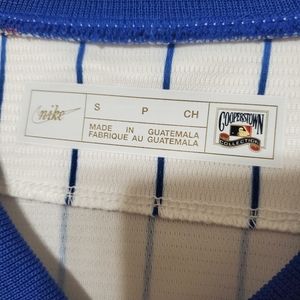 nike
S P CH
MADE IN GUATEMALA
FABRIQUE AU GUATEMALA
COOPERSTOWN
COLLECTION